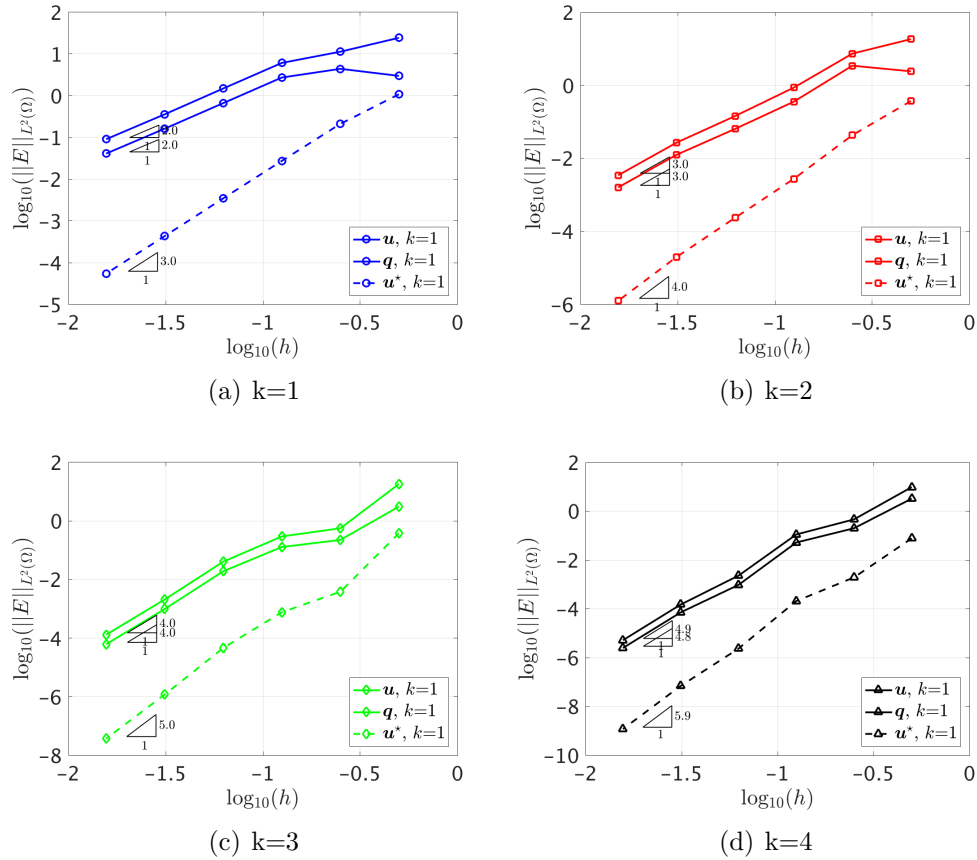 2
1
0
−1
−2
−3
−4
−5
log₁₀(||E||_{L²(Ω)})
2.0
1
2.0
1
3.0
1
u, k=1
q, k=1
u⋆, k=1
−2 −1.5 −1 −0.5 0
log₁₀(h)
(a) k=1
2
0
−2
−4
−6
log₁₀(||E||_{L²(Ω)})
3.0
1
3.0
1
4.0
1
u, k=1
q, k=1
u⋆, k=1
−2 −1.5 −1 −0.5 0
log₁₀(h)
(b) k=2
2
0
−2
−4
−6
−8
log₁₀(||E||_{L²(Ω)})
4.0
4.0
1
1
5.0
1
u, k=1
q, k=1
u⋆, k=1
−2 −1.5 −1 −0.5 0
log₁₀(h)
(c) k=3
2
0
−2
−4
−6
−8
−10
log₁₀(||E||_{L²(Ω)})
4.9
4.8
1
1
5.9
1
u, k=1
q, k=1
u⋆, k=1
−2 −1.5 −1 −0.5 0
log₁₀(h)
(d) k=4